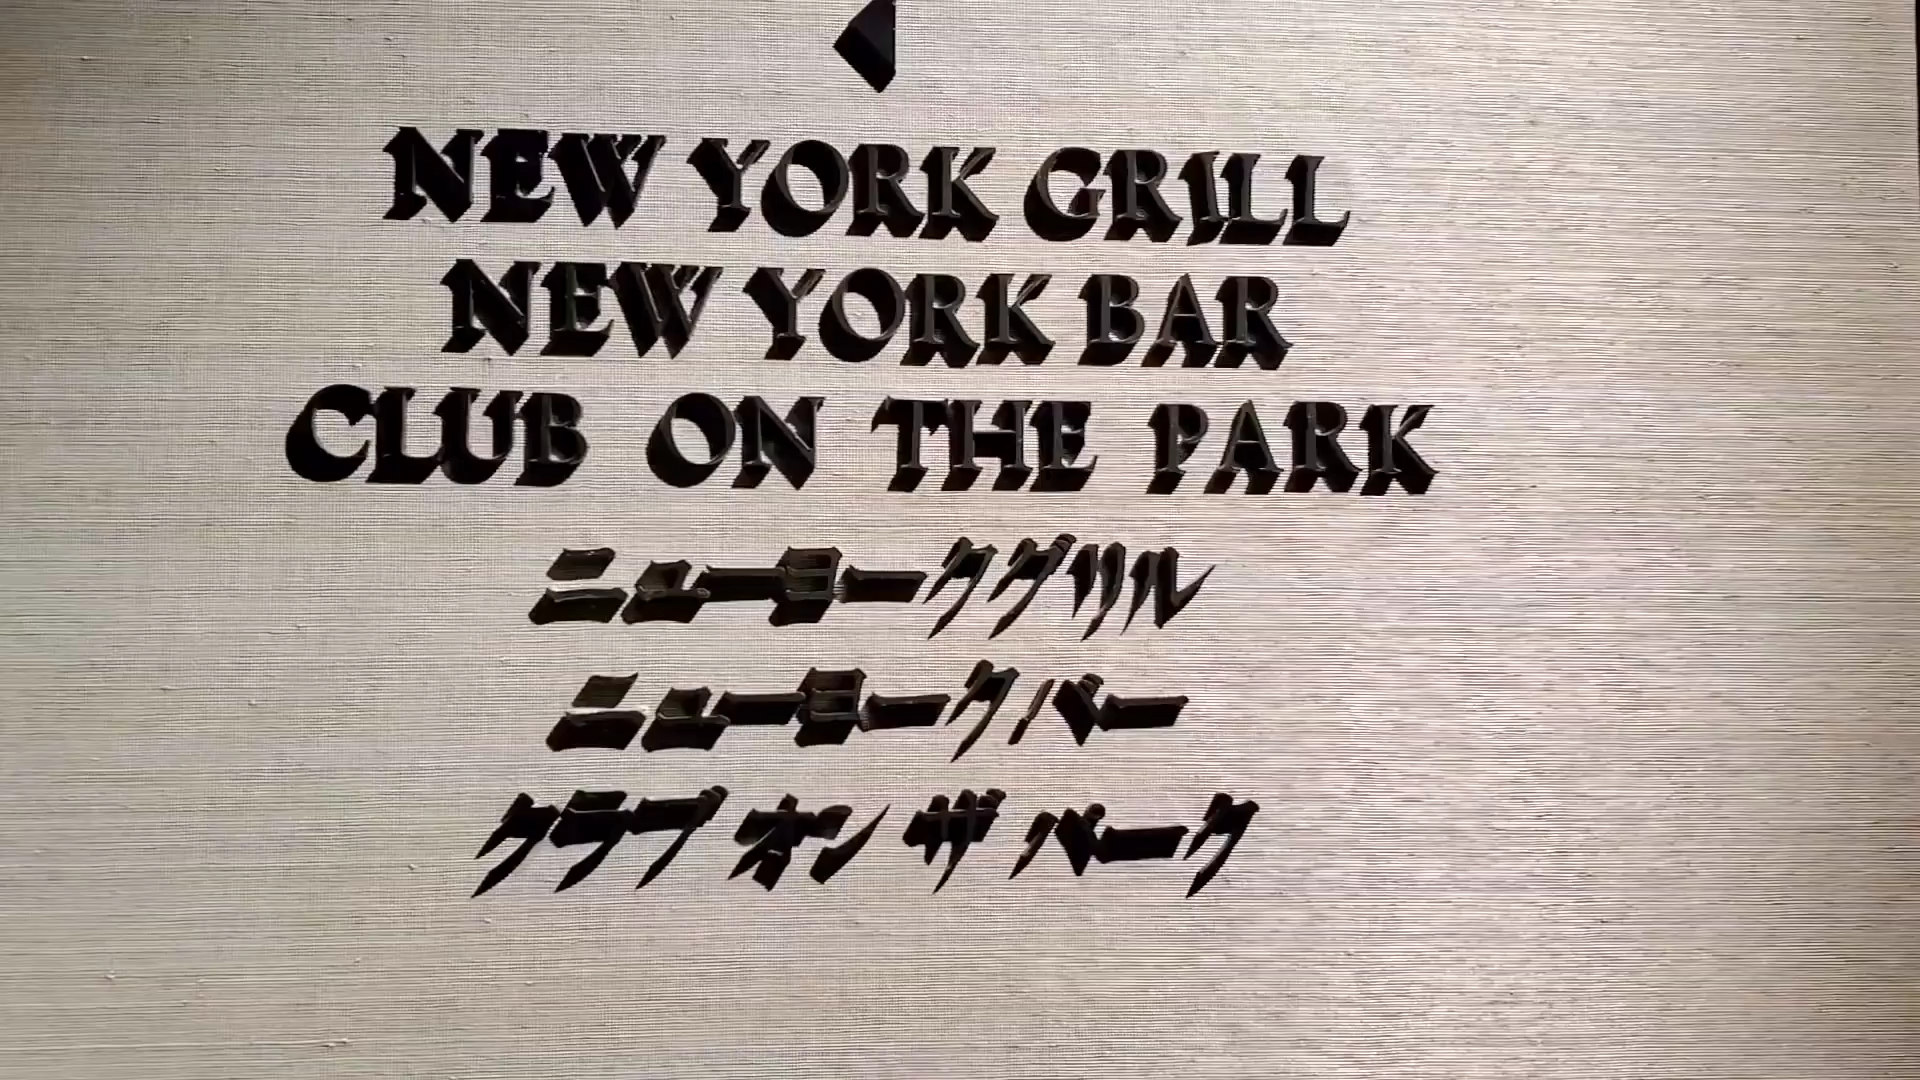 NEW YORK GRILL
NEW YORK BAR
CLUB ON THE PARK
ニューヨークグリル
ニューヨークバー
クラブ オン ザ パーク